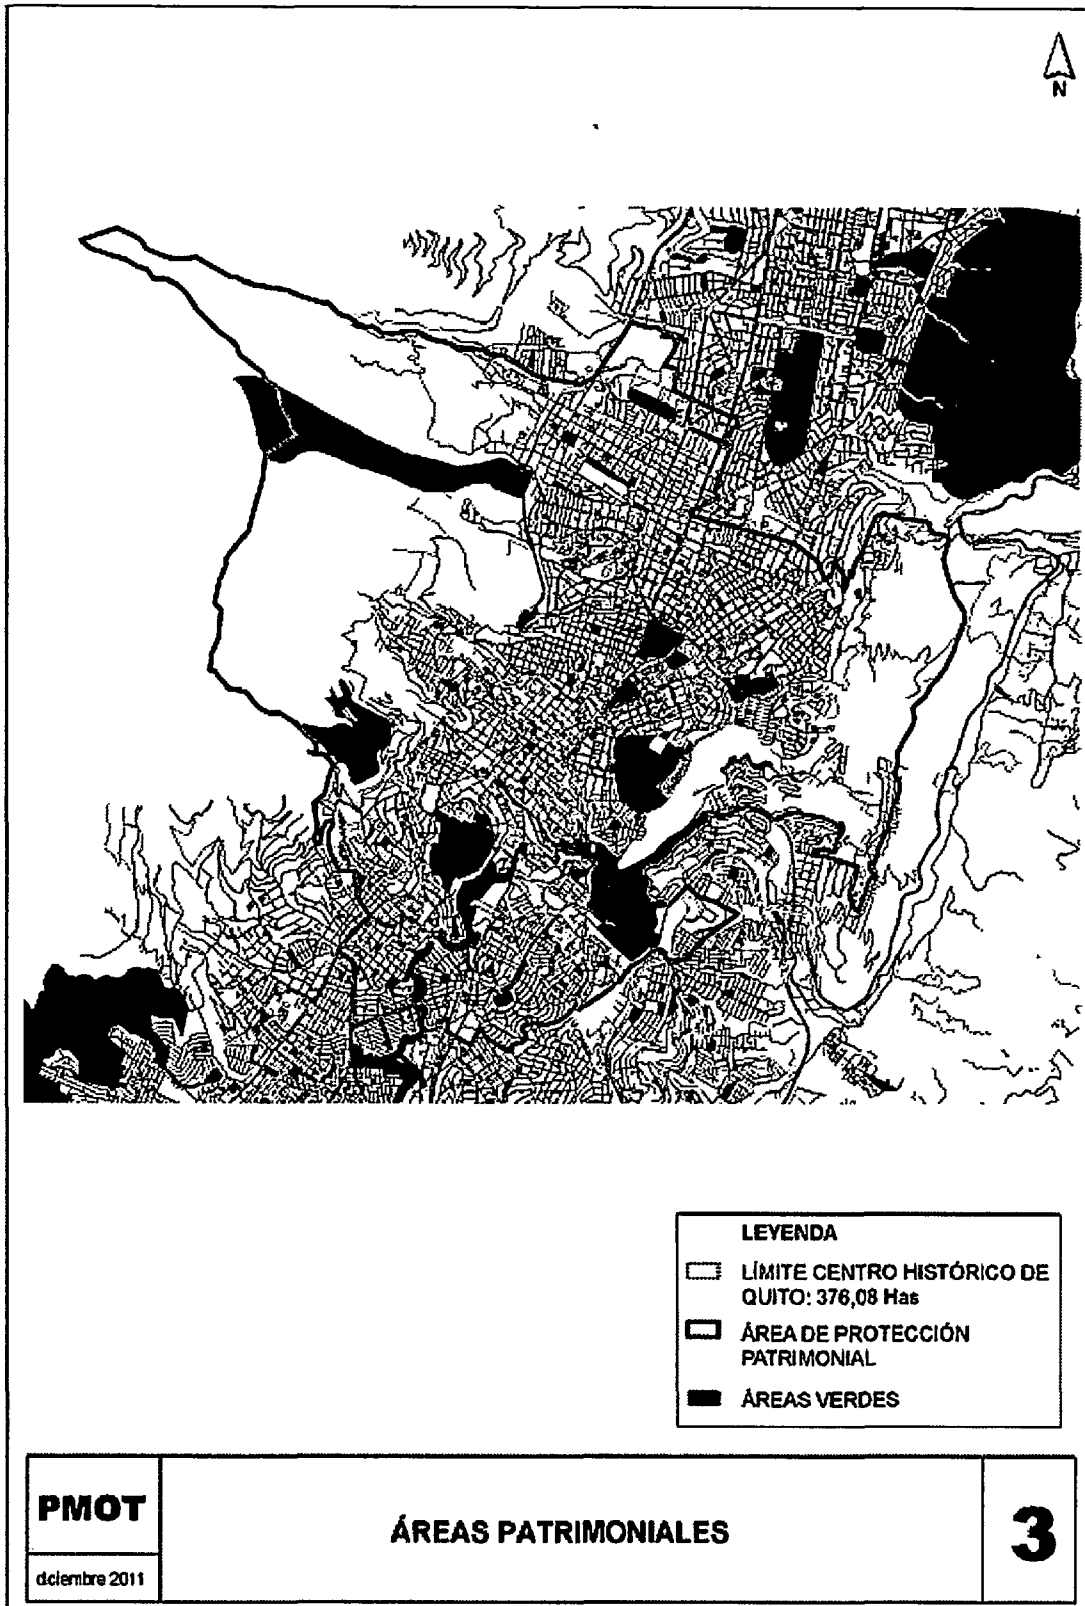 N
LEYENDA
LÍMITE CENTRO HISTÓRICO DE
QUITO: 376,08 Has
ÁREA DE PROTECCIÓN
PATRIMONIAL
ÁREAS VERDES
PMOT
diciembre 2011
ÁREAS PATRIMONIALES
3